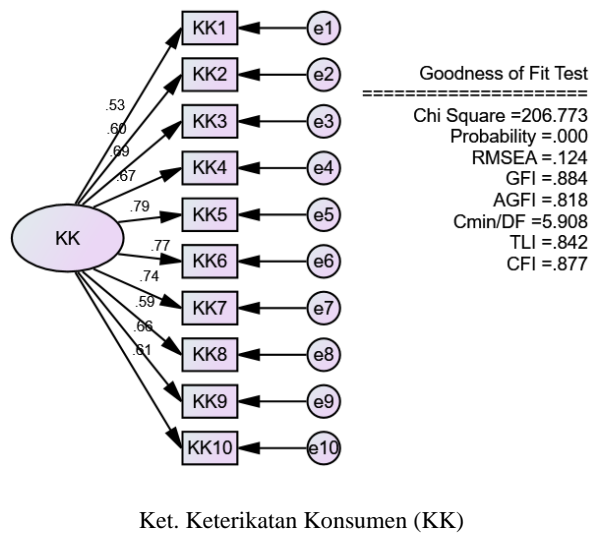 KK1 e1
KK2 e2
Goodness of Fit Test
=====================
.53
KK3 e3
Chi Square =206.773
.60
Probability =.000
.69
RMSEA =.124
.67
KK4 e4
GFI =.884
AGFI =.818
.79
KK5 e5
Cmin/DF =5.908
KK
TLI =.842
.77
KK6 e6
CFI =.877
.74
.59
KK7 e7
.66
.61
KK8 e8
KK9 e9
KK10 e10
Ket. Keterikatan Konsumen (KK)